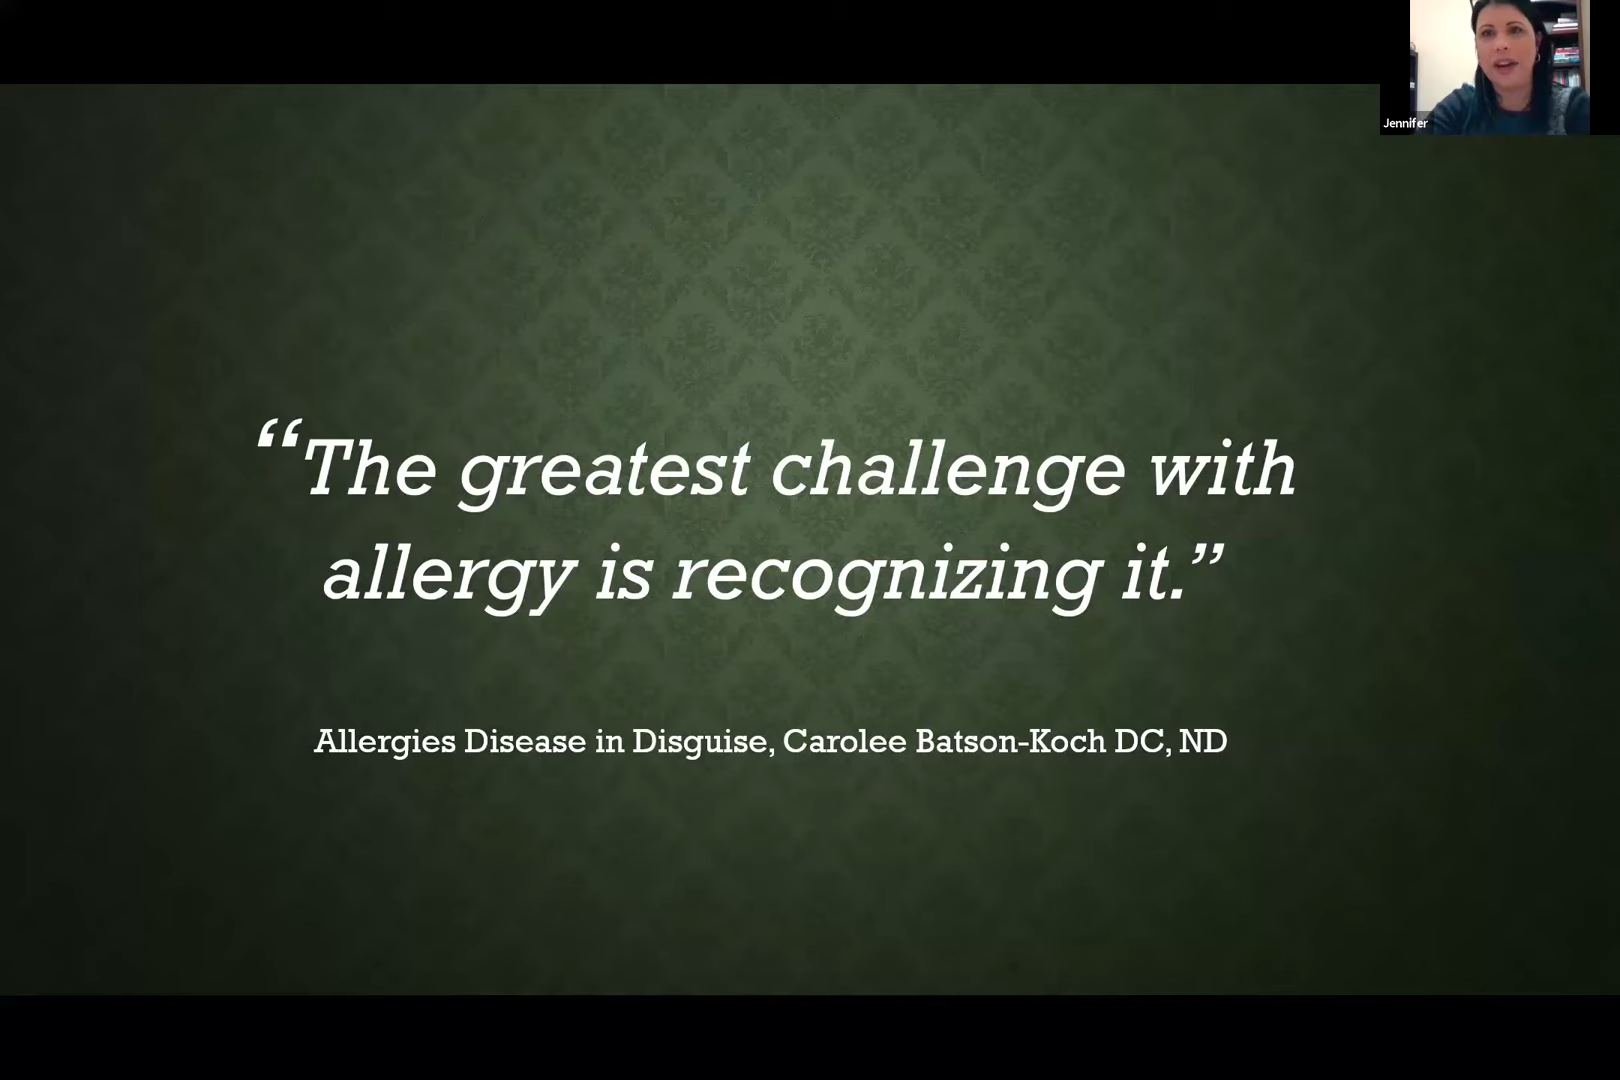 Jennifer
“The greatest challenge with
allergy is recognizing it.”
Allergies Disease in Disguise, Carolee Batson-Koch DC, ND